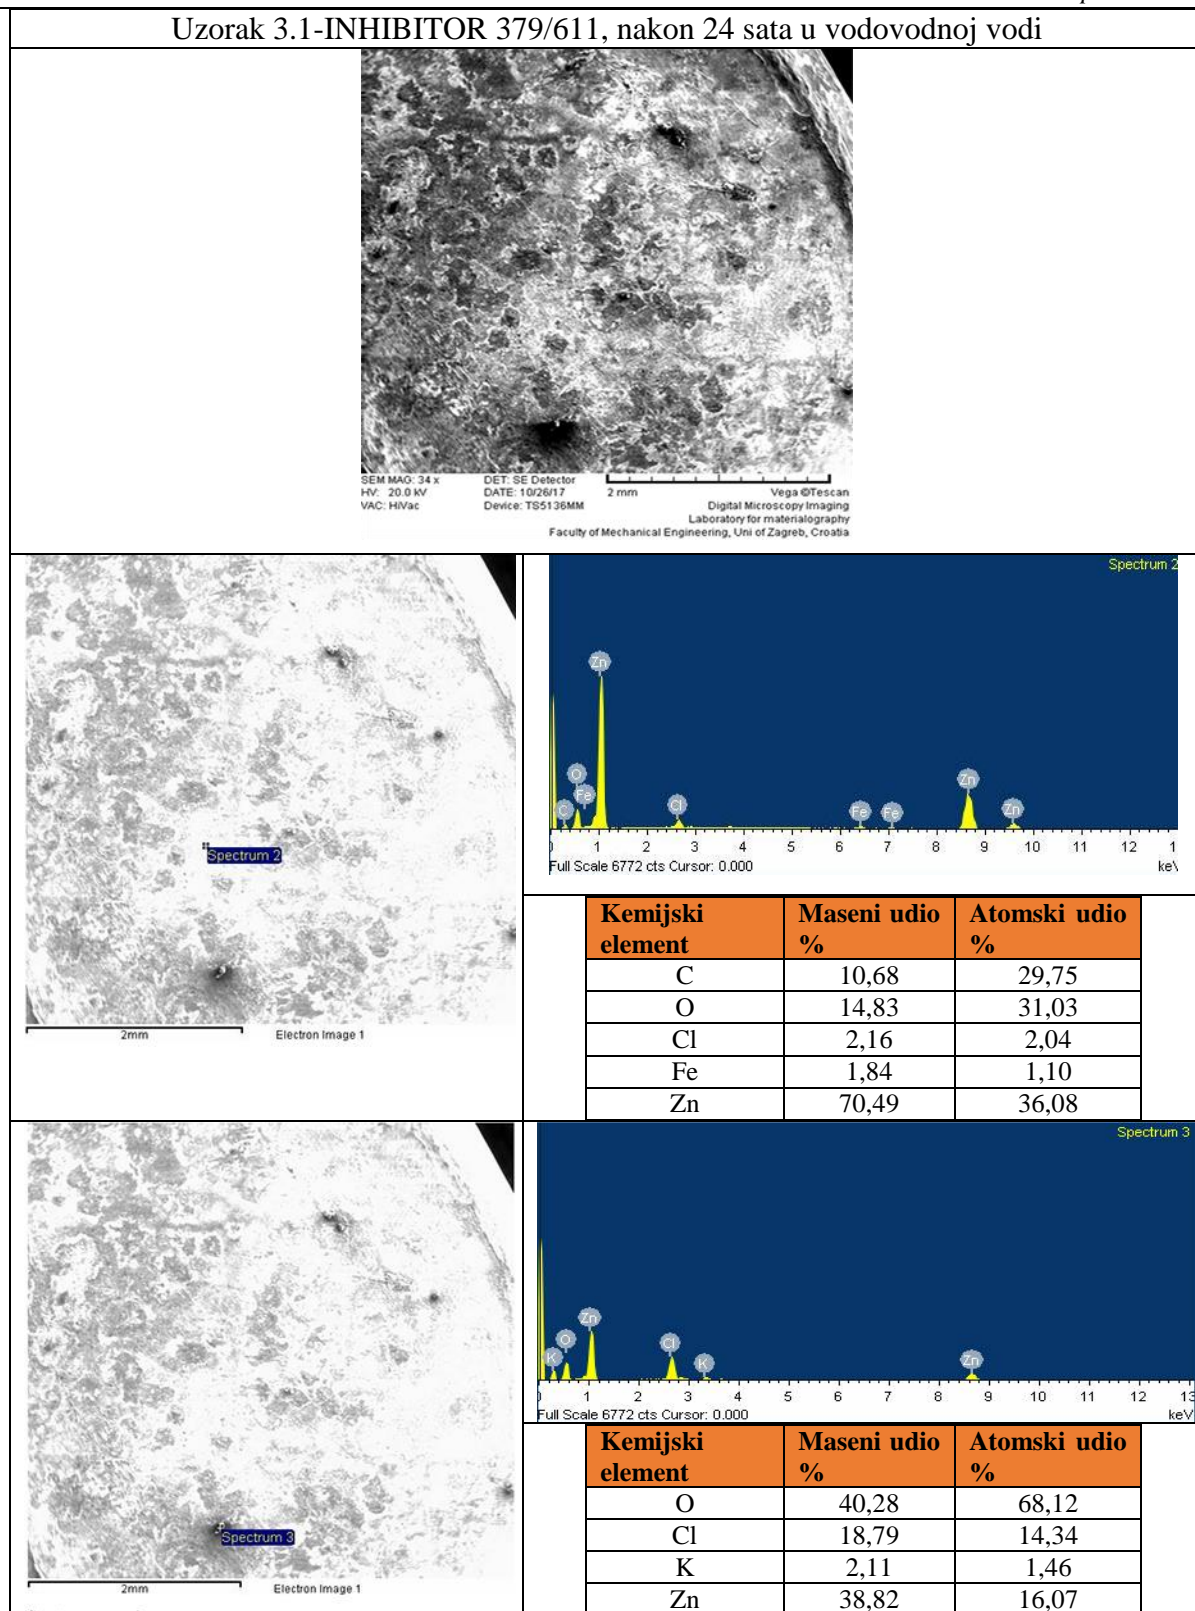 Uzorak 3.1-INHIBITOR 379/611, nakon 24 sata u vodovodnoj vodi
SEM MAG: 34 x DET: SE Detector
HV: 20.0 kV DATE: 10/26/17 2 mm Vega ©Tescan
VAC: HiVac Device: TS5136MM Digital Microscopy Imaging
Laboratory for materialography
Faculty of Mechanical Engineering, Uni of Zagreb, Croatia
Spectrum 2
2mm Electron Image 1
Spectrum 2
Zn
O
Fe
C
Cl
Fe
Fe
Zn
Zn
1 2 3 4 5 6 7 8 9 10 11 12
Full Scale 6772 cts Cursor: 0.000 keV
Kemijski element Maseni udio % Atomski udio %
C 10,68 29,75
O 14,83 31,03
Cl 2,16 2,04
Fe 1,84 1,10
Zn 70,49 36,08
Spectrum 3
2mm Electron Image 1
Spectrum 3
Zn
O
K
Cl
K
Zn
1 2 3 4 5 6 7 8 9 10 11 12 13
Full Scale 6772 cts Cursor: 0.000 keV
Kemijski element Maseni udio % Atomski udio %
O 40,28 68,12
Cl 18,79 14,34
K 2,11 1,46
Zn 38,82 16,07